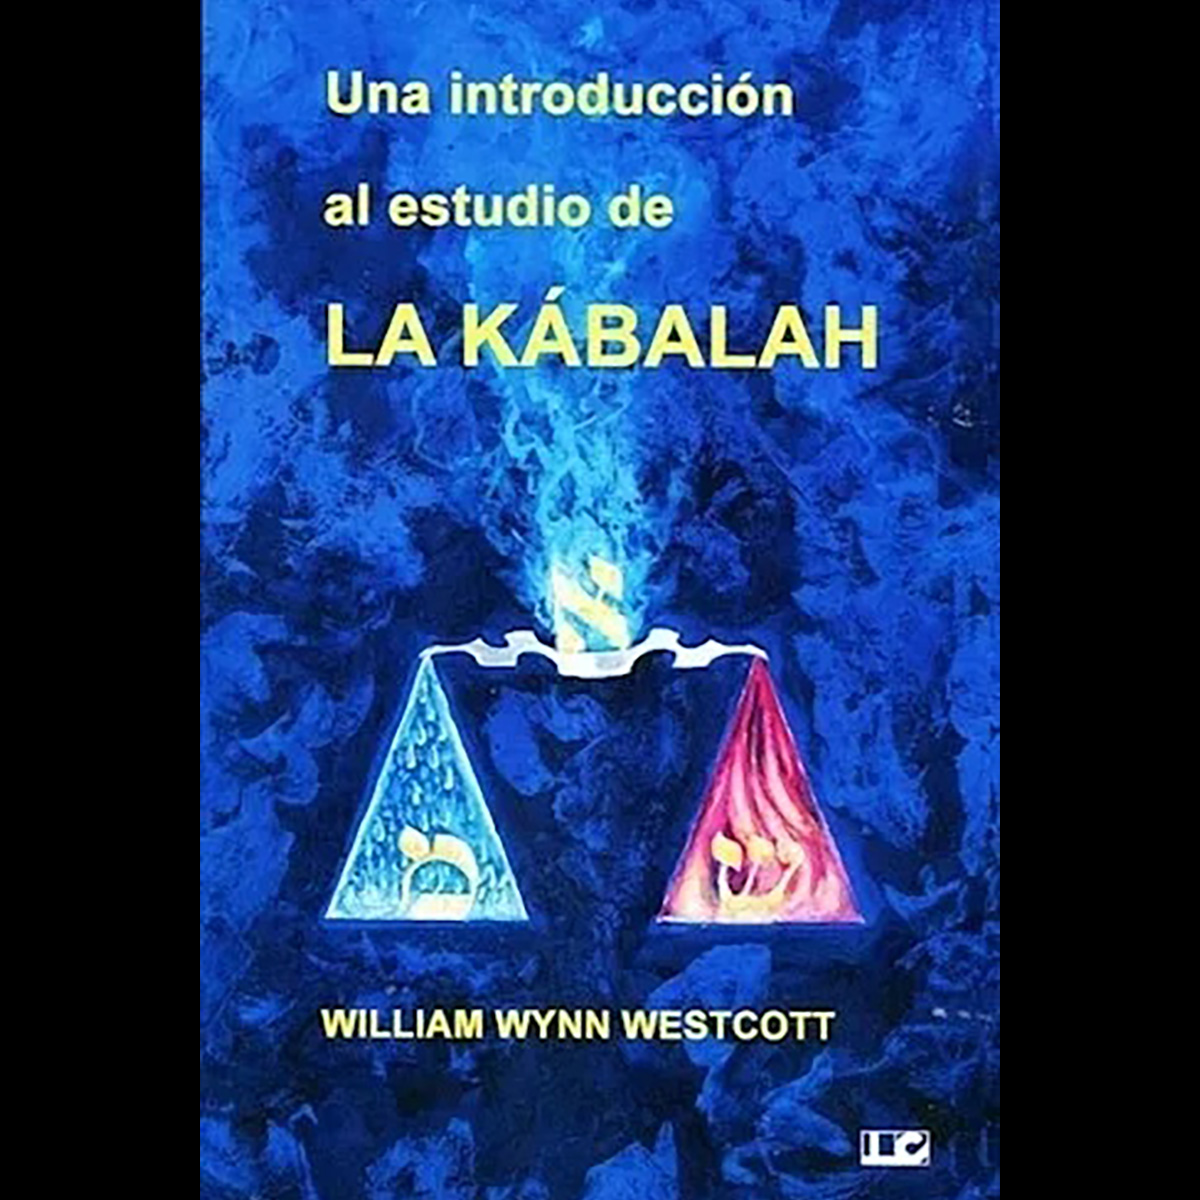 Una introducción
al estudio de
LA KÁBALAH
א
מ
ש
WILLIAM WYNN WESTCOTT